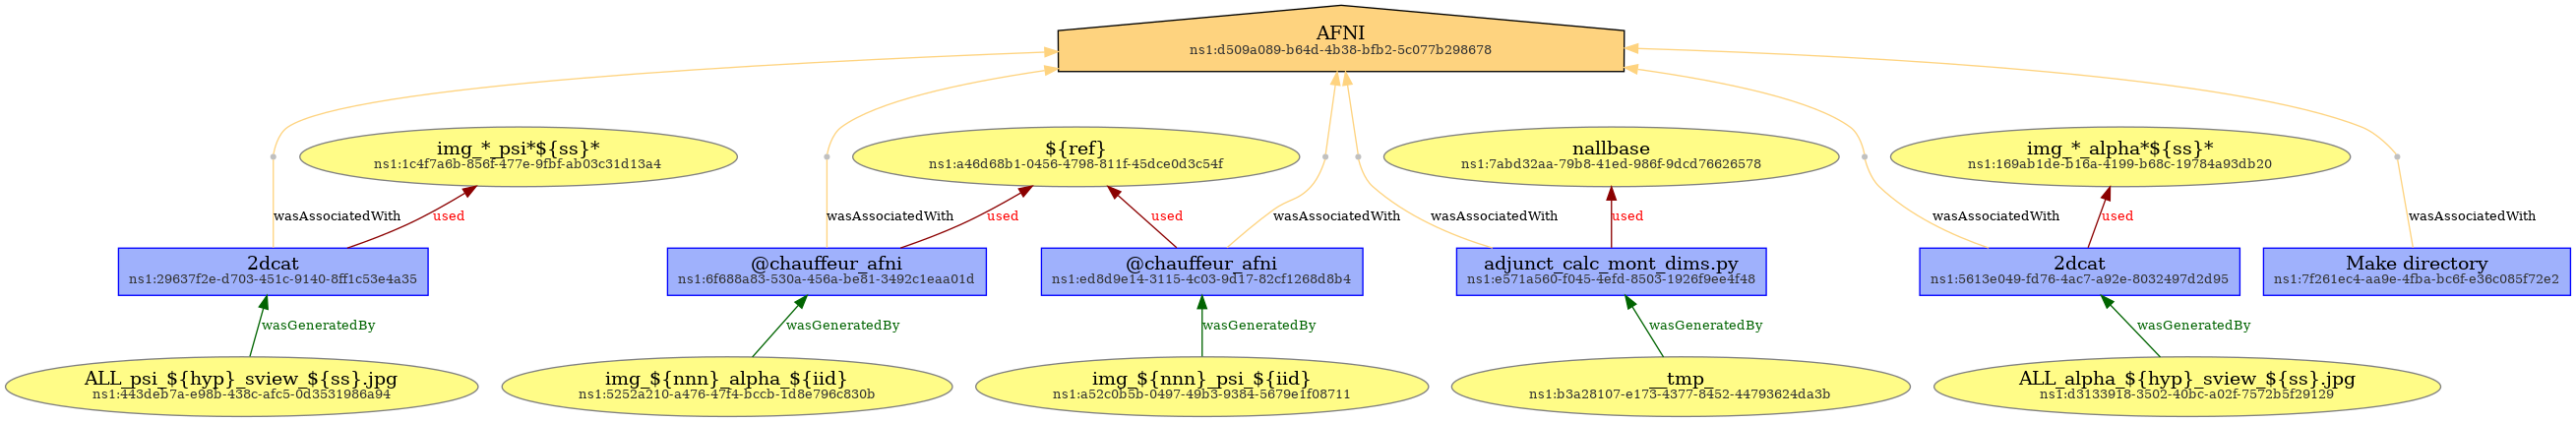 AFNI
ns1:d509a089-b64d-4b38-bfb2-5c077b298678
img_*_psi*${ss}*
ns1:1c4f7a6b-856f-477e-9fbf-ab03c31d13a4
${ref}
ns1:a46d68b1-0456-4798-811f-45dce0d3c54f
nallbase
ns1:7abd32aa-79b8-41ed-986f-9dcd76626578
img_*_alpha*${ss}*
ns1:169ab1de-b16a-4199-b68c-19784a93db20
wasAssociatedWith
used
wasAssociatedWith
used
used
wasAssociatedWith
wasAssociatedWith
used
wasAssociatedWith
used
wasAssociatedWith
2dcat
ns1:29637f2e-d703-451c-9140-8ff1c53e4a35
@chauffeur_afni
ns1:6f688a83-530a-456a-be81-3492c1eaa01d
@chauffeur_afni
ns1:ed8d9e14-3115-4c03-9d17-82cf1268d8b4
adjunct_calc_mont_dims.py
ns1:e571a560-f045-4efd-8503-1926f9ee4f48
2dcat
ns1:5613e049-fd76-4ac7-a92e-8032497d2d95
Make directory
ns1:7f261ec4-aa9e-4fba-bc6f-e36c085f72e2
wasGeneratedBy
wasGeneratedBy
wasGeneratedBy
wasGeneratedBy
wasGeneratedBy
ALL_psi_${hyp}_sview_${ss}.jpg
ns1:443deb7a-e98b-438c-afc5-0d3531986a94
img_${nnn}_alpha_${iid}
ns1:5252a210-a476-47f4-bccb-1d8e796c830b
img_${nnn}_psi_${iid}
ns1:a52c0b5b-0497-49b3-9384-5679e1f08711
__tmp_
ns1:b3a28107-e173-4377-8452-44793624da3b
ALL_alpha_${hyp}_sview_${ss}.jpg
ns1:d3133918-3502-40bc-a02f-7572b5f29129